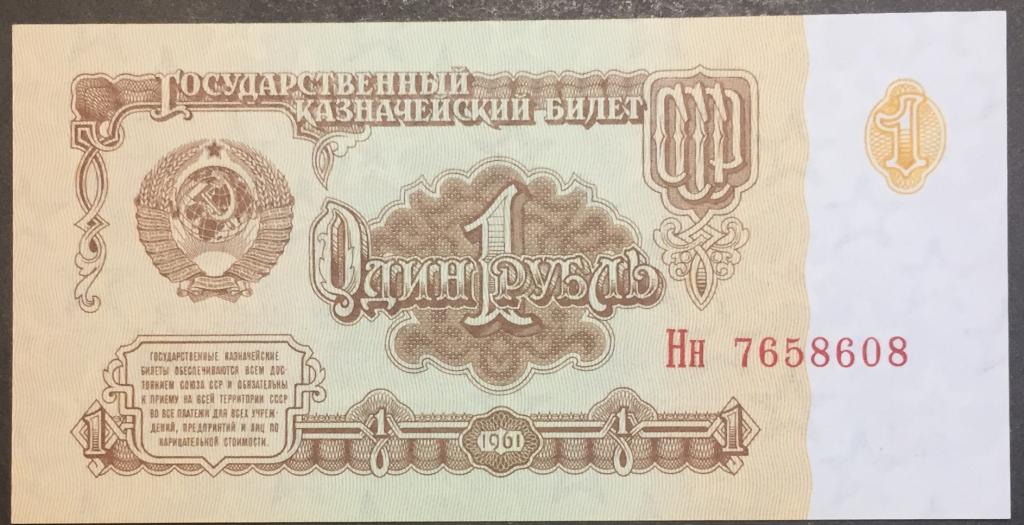 ГОСУДАРСТВЕННЫЙ
КАЗНАЧЕЙСКИЙ БИЛЕТ
СССР
1
1
ОДИН РУБЛЬ
Нн 7658608
ГОСУДАРСТВЕННЫЕ КАЗНАЧЕЙСКИЕ
БИЛЕТЫ ОБЕСПЕЧИВАЮТСЯ ВСЕМ ДОС-
ТОЯНИЕМ СОЮЗА ССР И ОБЯЗАТЕЛЬНЫ
К ПРИЕМУ НА ВСЕЙ ТЕРРИТОРИИ СССР
ВО ВСЕ ПЛАТЕЖИ ДЛЯ ВСЕХ УЧРЕЖ-
ДЕНИЙ, ПРЕДПРИЯТИЙ И ЛИЦ ПО
НАРИЦАТЕЛЬНОЙ СТОИМОСТИ.
1 1 1961 1 1